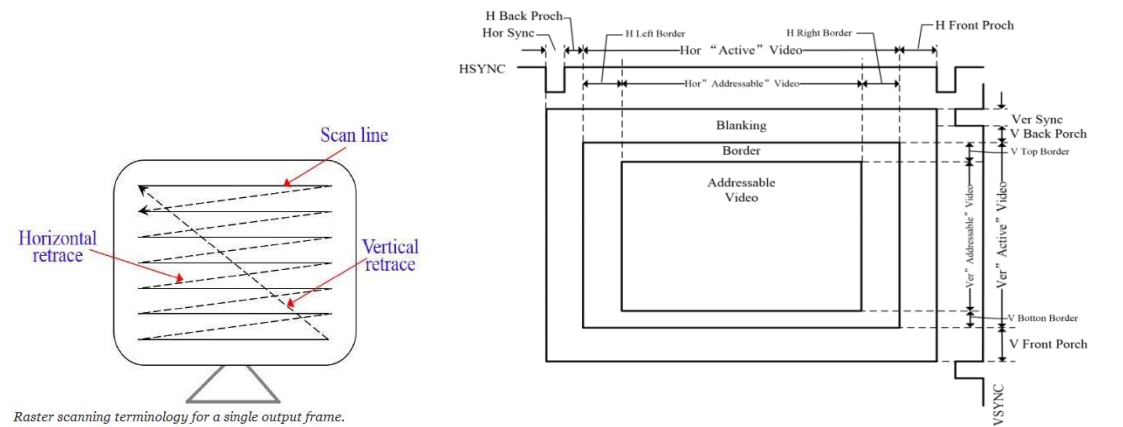 Scan line
Horizontal
retrace
Vertical
retrace
Raster scanning terminology for a single output frame.
H Back Proch
Hor Sync
H Left Border
H Right Border
H Front Proch
Hor “Active” Video
HSYNC
Hor” Addressable” Video
Blanking
Border
Addressable
Video
Ver Sync
V Back Porch
V Top Border
Ver” Addressable” Video
Ver” Active” Video
V Botton Border
V Front Porch
VSYNC